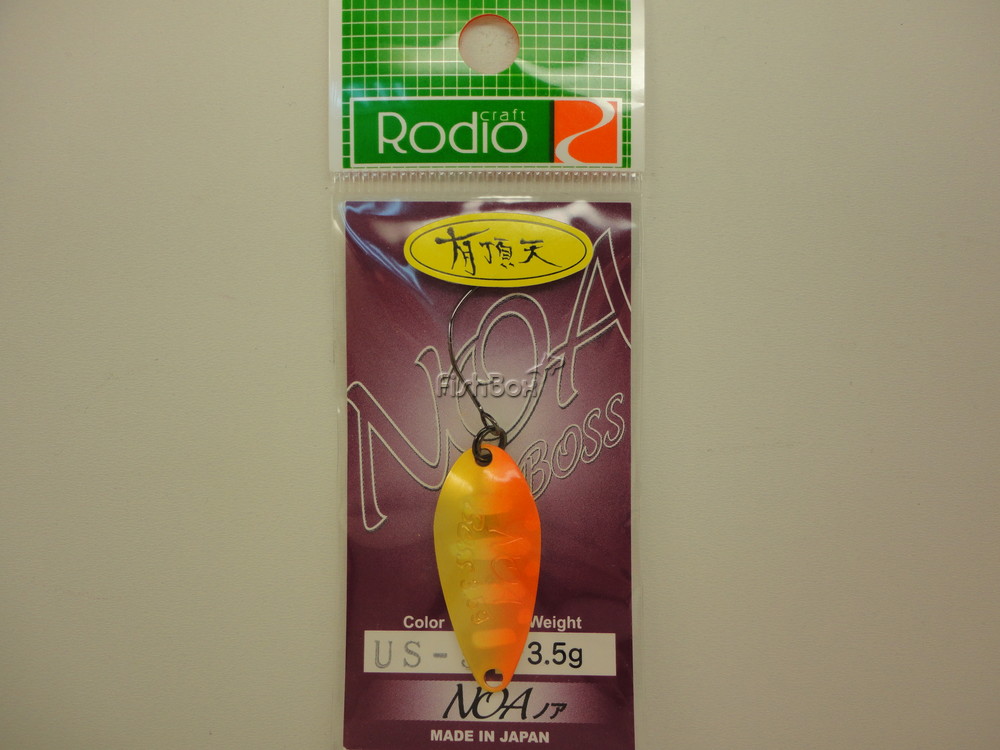 craft
Rodio
有頂天
NOA
BOSS
FishBox
Color Weight
US- 3.5g
NOA ノア
MADE IN JAPAN